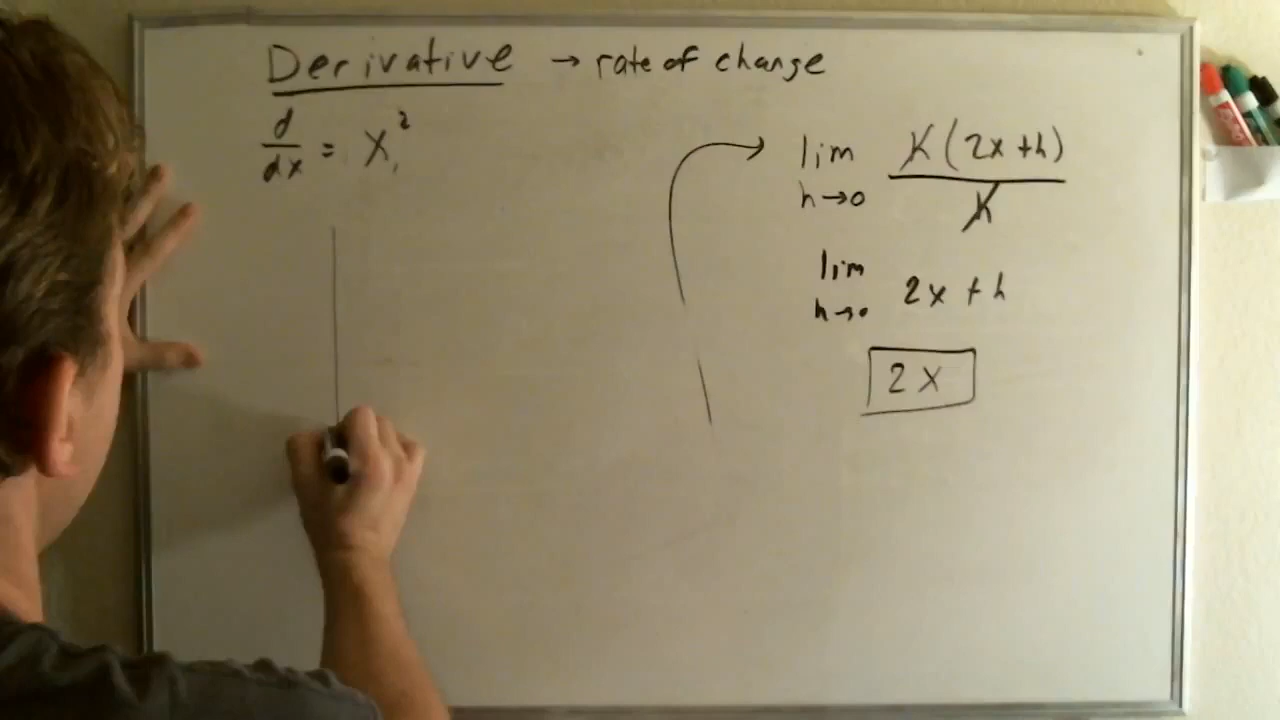 Derivative → rate of change
d/dx = x²
lim h→0 h(2x+h)/h
lim h→0 2x+h
2x